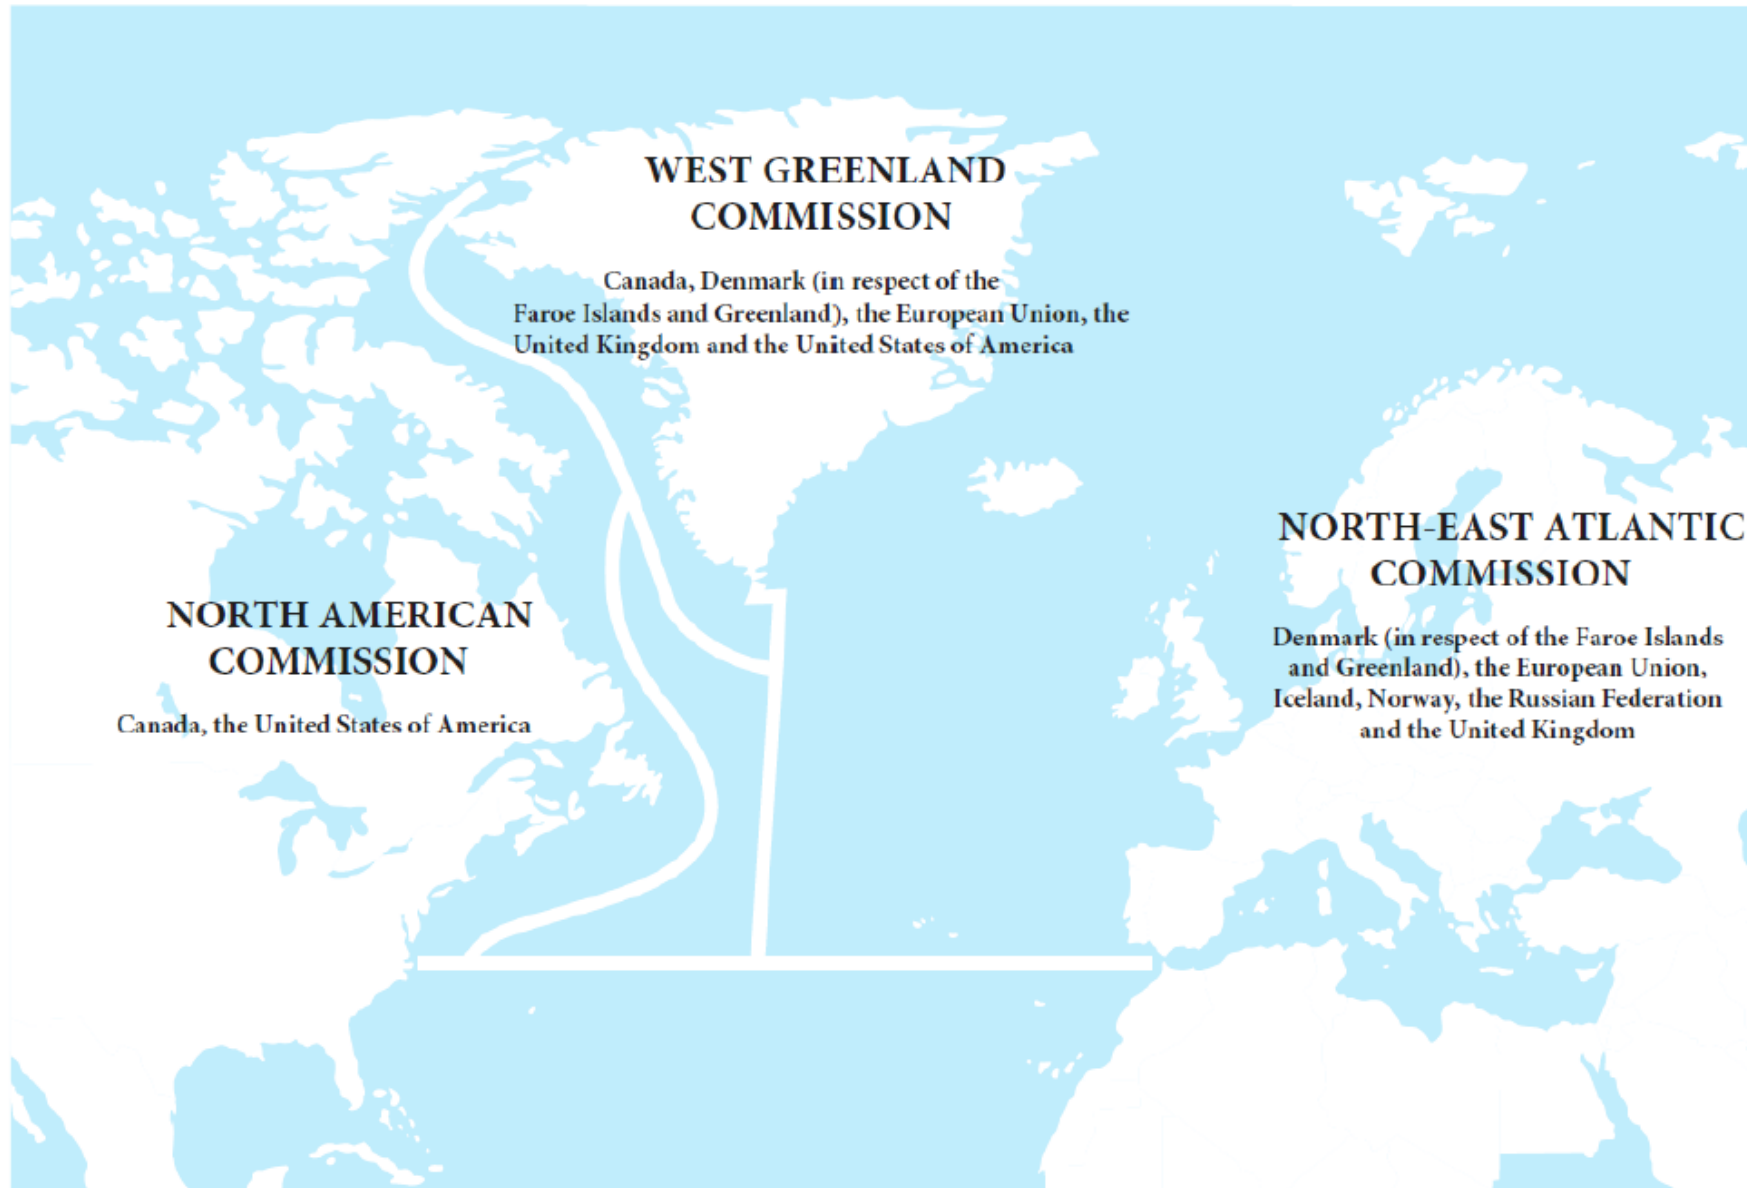 WEST GREENLAND
COMMISSION
Canada, Denmark (in respect of the
Faroe Islands and Greenland), the European Union, the
United Kingdom and the United States of America
NORTH-EAST ATLANTIC
COMMISSION
Denmark (in respect of the Faroe Islands
and Greenland), the European Union,
Iceland, Norway, the Russian Federation
and the United Kingdom
NORTH AMERICAN
COMMISSION
Canada, the United States of America